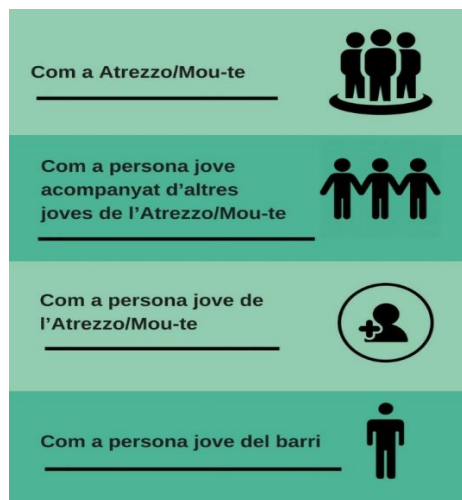 Com a Atrezzo/Mou-te
Com a persona jove
acompanyat d'altres
joves de l'Atrezzo/Mou-te
Com a persona jove de
l'Atrezzo/Mou-te
Com a persona jove del barri